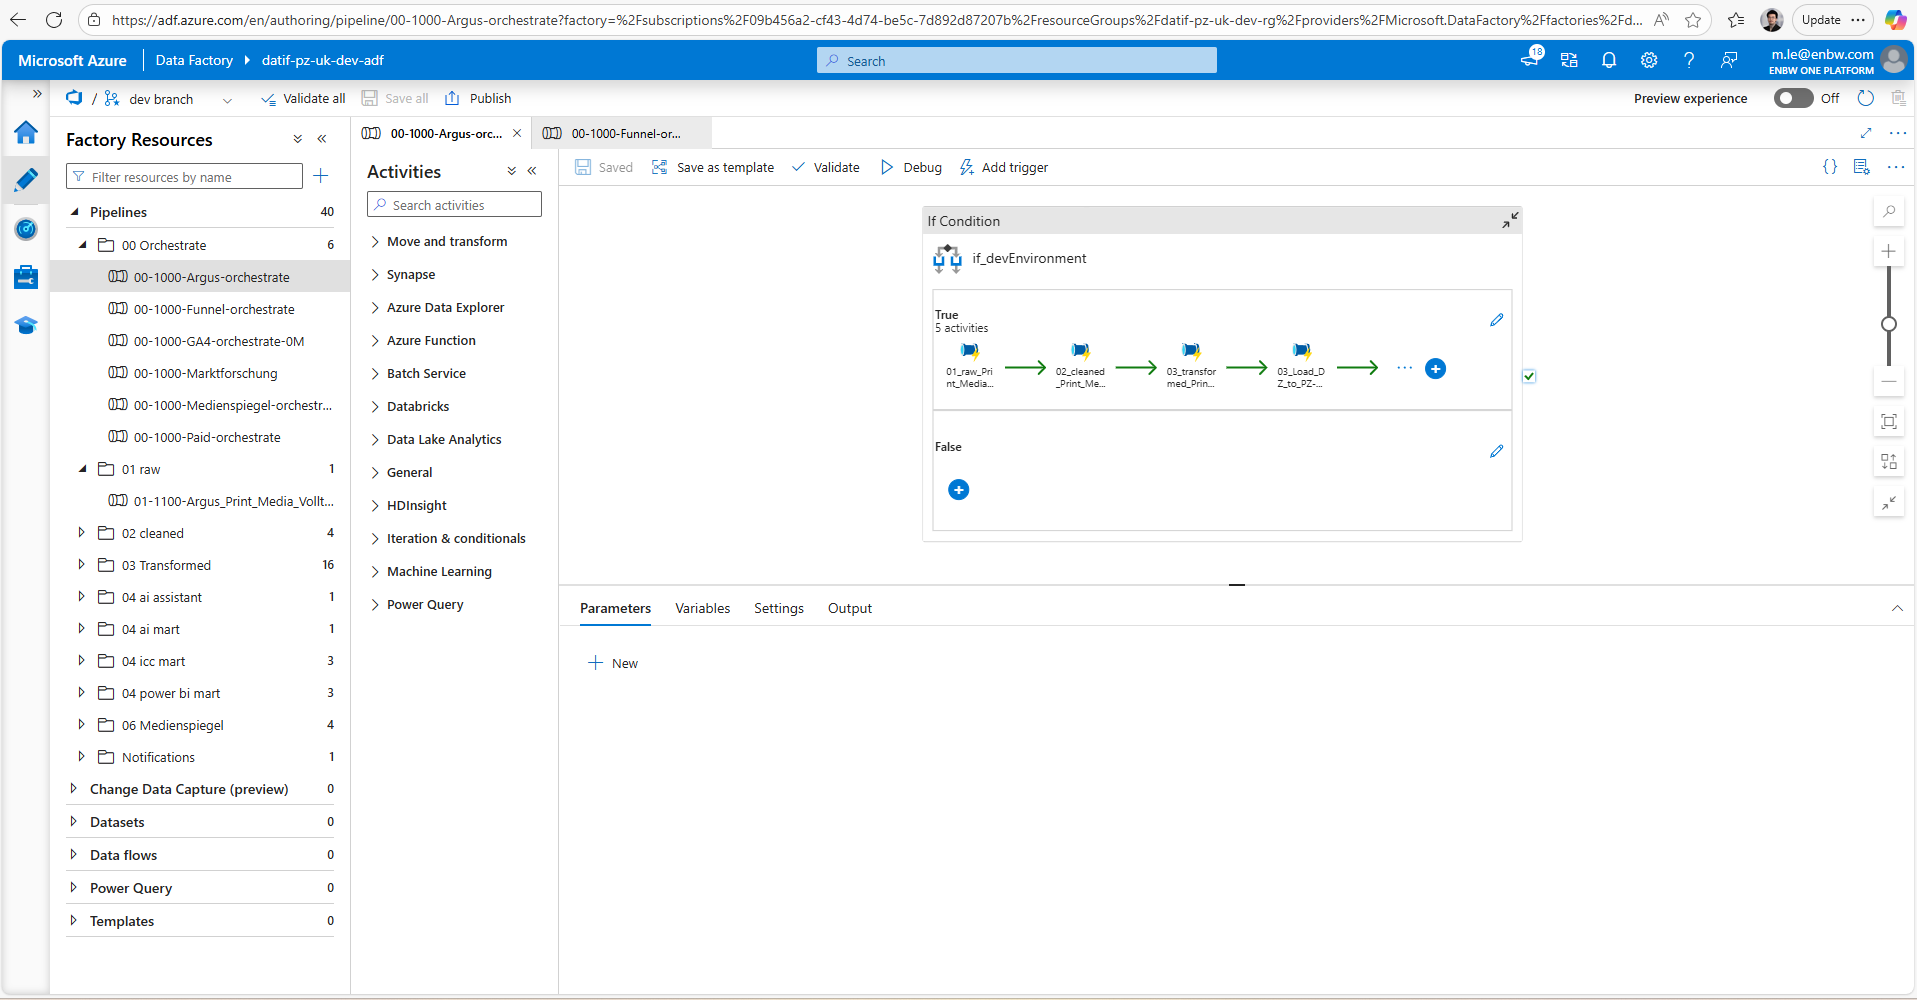 https://adf.azure.com/en/authoring/pipeline/00-1000-Argus-orchestrate?factory=%2Fsubscriptions%2F09b456a2-cf43-4d74-be5c-7d892d87207b%2FresourceGroups%2Fdatif-pz-uk-dev-rg%2Fproviders%2FMicrosoft.DataFactory%2Ffactories%2Fd...
Update
Microsoft Azure
Data Factory
datif-pz-uk-dev-adf
Search
18
m.le@enbw.com
ENBW ONE PLATFORM
/ dev branch
Validate all
Save all
Publish
Preview experience
Off
Factory Resources
Filter resources by name
Pipelines 40
00 Orchestrate 6
00-1000-Argus-orchestrate
00-1000-Funnel-orchestrate
00-1000-GA4-orchestrate-0M
00-1000-Marktforschung
00-1000-Medienspiegel-orchestr...
00-1000-Paid-orchestrate
01 raw 1
01-1100-Argus_Print_Media_Vollt...
02 cleaned 4
03 Transformed 16
04 ai assistant 1
04 ai mart 1
04 icc mart 3
04 power bi mart 3
06 Medienspiegel 4
Notifications 1
Change Data Capture (preview) 0
Datasets 0
Data flows 0
Power Query 0
Templates 0
00-1000-Argus-orc...
00-1000-Funnel-or...
Activities
Search activities
Move and transform
Synapse
Azure Data Explorer
Azure Function
Batch Service
Databricks
Data Lake Analytics
General
HDInsight
Iteration & conditionals
Machine Learning
Power Query
Saved
Save as template
Validate
Debug
Add trigger
If Condition
if_devEnvironment
True
5 activities
01_raw_Pri
nt_Media...
02_cleaned
_Print_Me...
03_transfor
med_Prin...
03_Load_D
Z_to_PZ-...
False
Parameters
Variables
Settings
Output
New